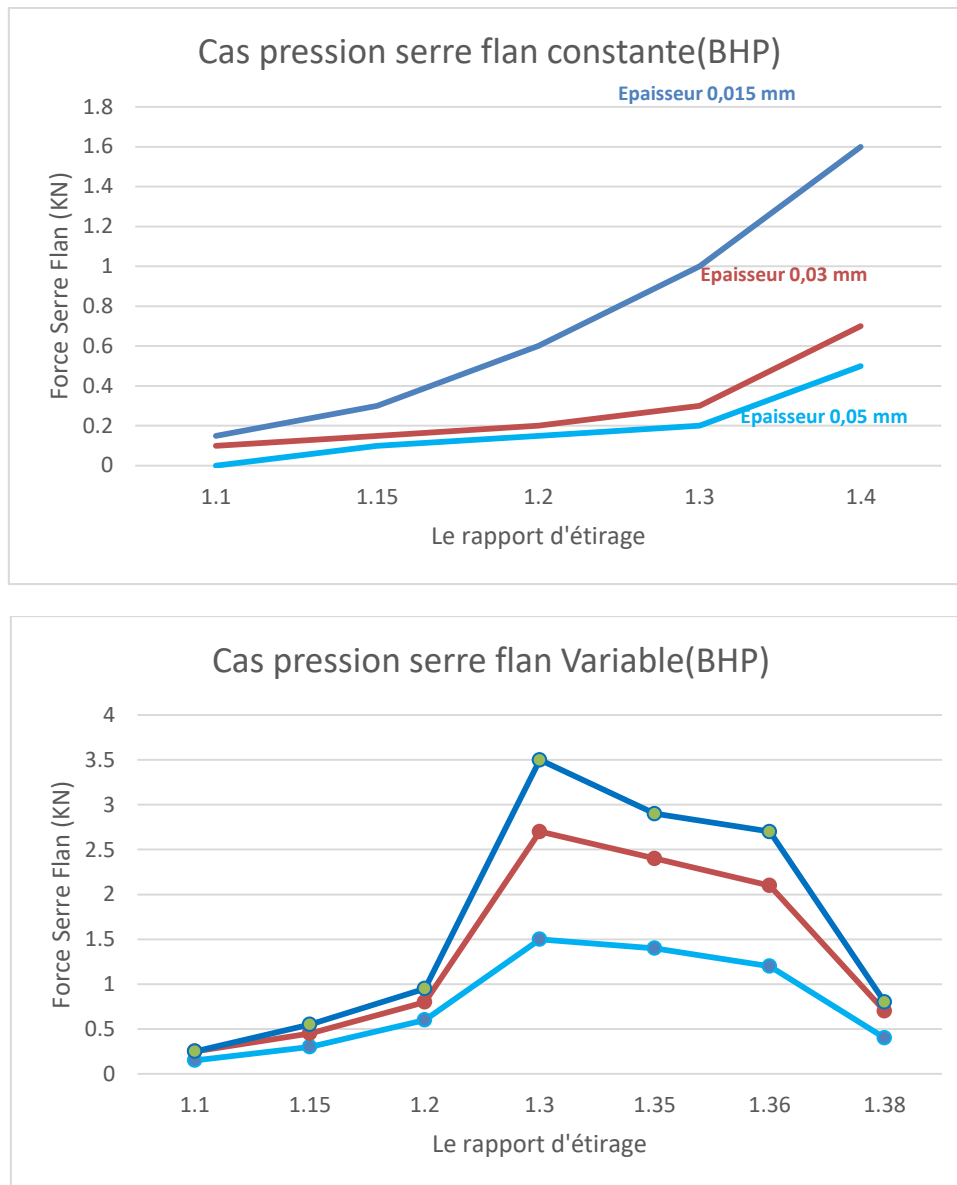 Cas pression serre flan constante(BHP)
Epaisseur 0,015 mm
1.8
1.6
1.4
1.2
1
0.8
0.6
0.4
0.2
0
Force Serre Flan (KN)
Epaisseur 0,03 mm
Epaisseur 0,05 mm
1.1 1.15 1.2 1.3 1.4
Le rapport d'étirage
Cas pression serre flan Variable(BHP)
4
3.5
3
2.5
2
1.5
1
0.5
0
Force Serre Flan (KN)
1.1 1.15 1.2 1.3 1.35 1.36 1.38
Le rapport d'étirage